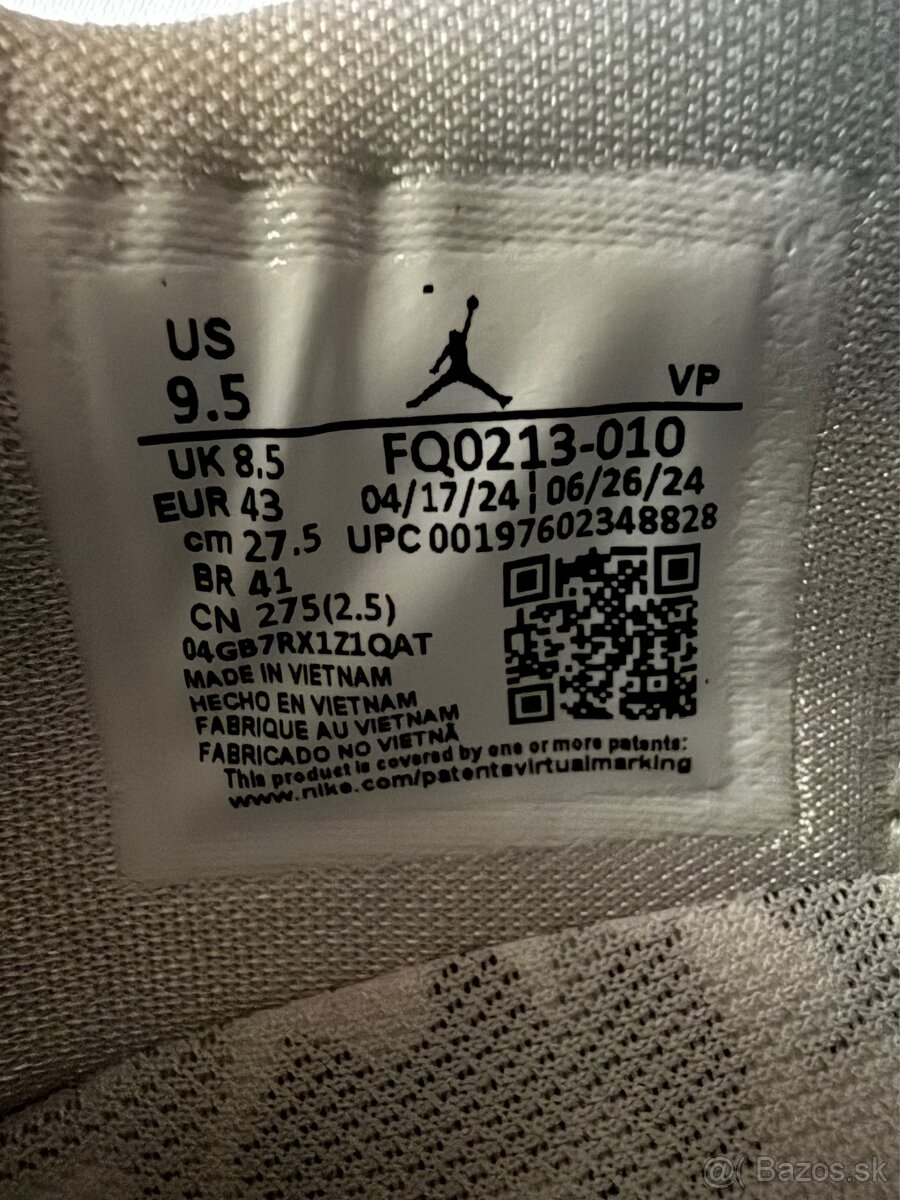 US
9.5
VP
UK 8.5
EUR 43
cm 27.5
BR 41
CN 275(2.5)
FQ0213-010
04/17/24 | 06/26/24
UPC 00197602348828
04GB7RX1Z1QAT
MADE IN VIETNAM
HECHO EN VIETNAM
FABRIQUE AU VIETNAM
FABRICADO NO VIETNÃ
This product is covered by one or more patents:
www.nike.com/patentsvirtualmarking
@( Bazos.sk